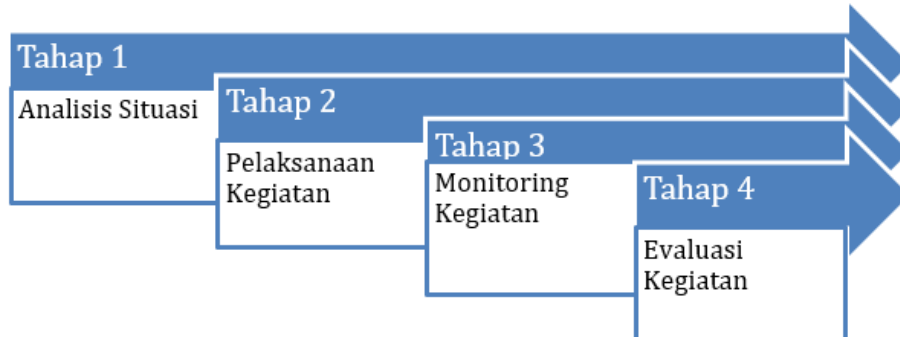 Tahap 1
Analisis Situasi
Tahap 2
Pelaksanaan
Kegiatan
Tahap 3
Monitoring
Kegiatan
Tahap 4
Evaluasi
Kegiatan